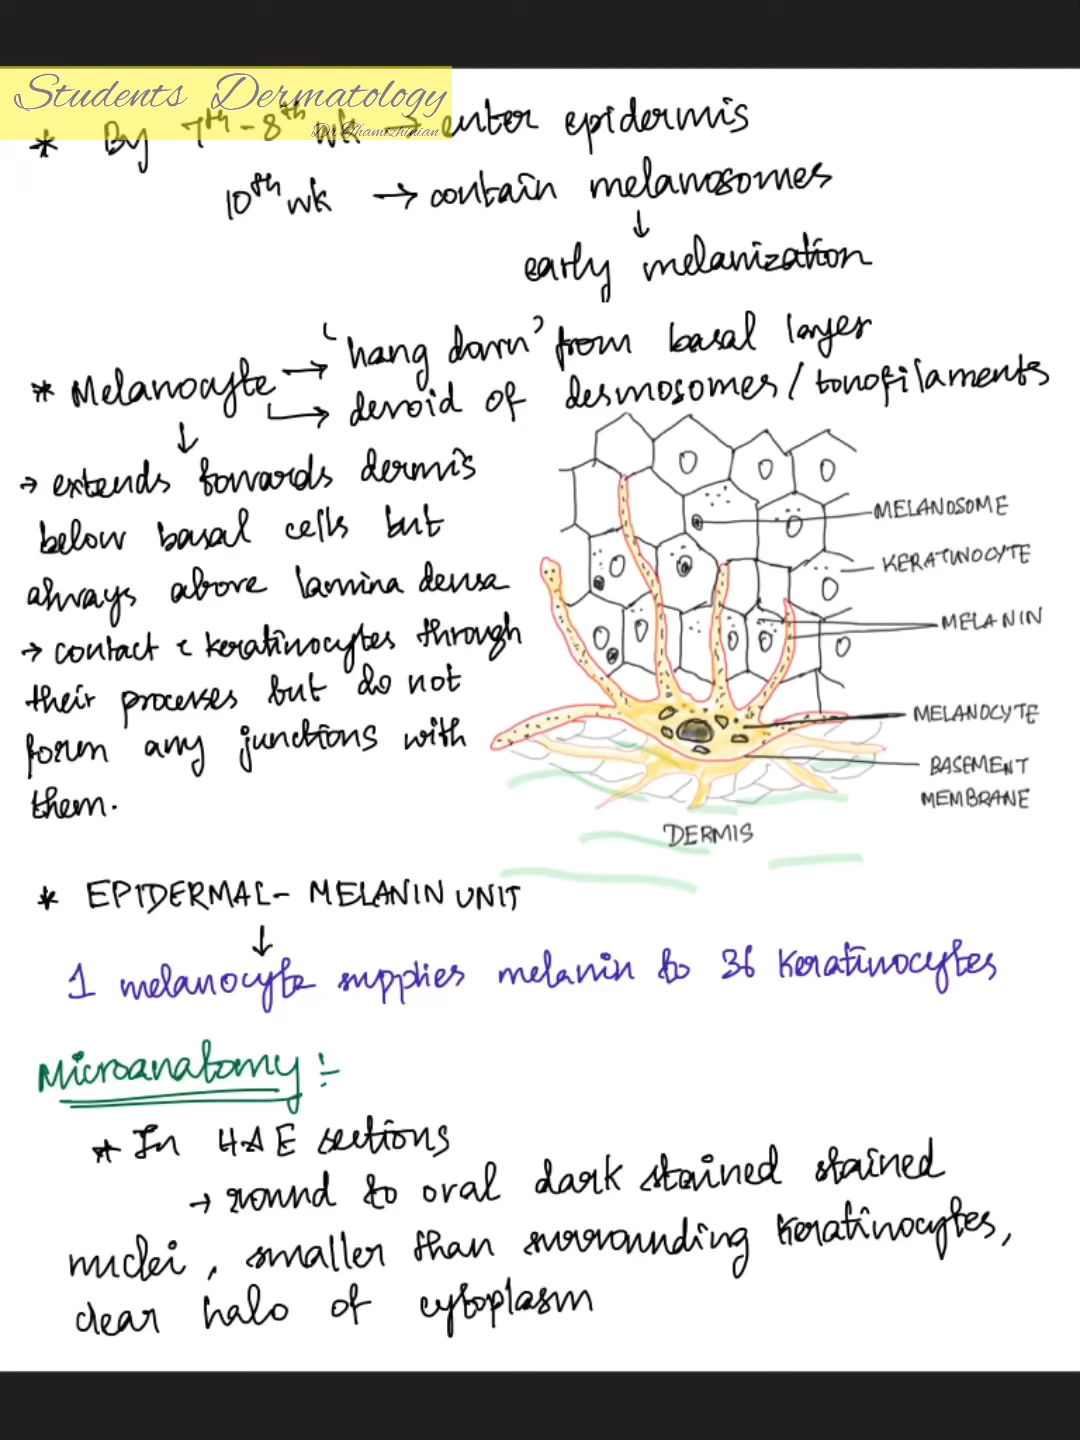 Students Dermatology
Dr Thamizhinian
* By 7th - 8th wk → enter epidermis
10th wk → contain melanosomes
↓
early melanization
* Melanocyte → 'hang down' from basal layer
→ devoid of desmosomes / tonofilaments
↓
→ extends towards dermis
below basal cells but
always above lamina densa
→ contact c keratinocytes through
their processes but do not
form any junctions with
them.
MELANOSOME
KERATINOCYTE
MELANIN
MELANOCYTE
BASEMENT
MEMBRANE
DERMIS
* EPIDERMAL - MELANIN UNIT
↓
1 melanocyte supplies melanin to 36 keratinocytes
Microanatomy :-
* In H&E sections
→ round to oval dark stained stained
nuclei, smaller than surrounding keratinocytes,
clear halo of cytoplasm